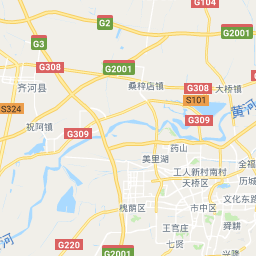 G104
G2
G2001
G3
G308
G2001
齐河县
桑梓店镇
G308
大桥镇
S324
S101
黄河
G309
祝阿镇
G309
药山
美里湖
全福
工人新村南村
天桥区
历城
文化东路
槐荫区
市中区
河
王官庄
舜耕
G220
七贤
G2001
兴隆